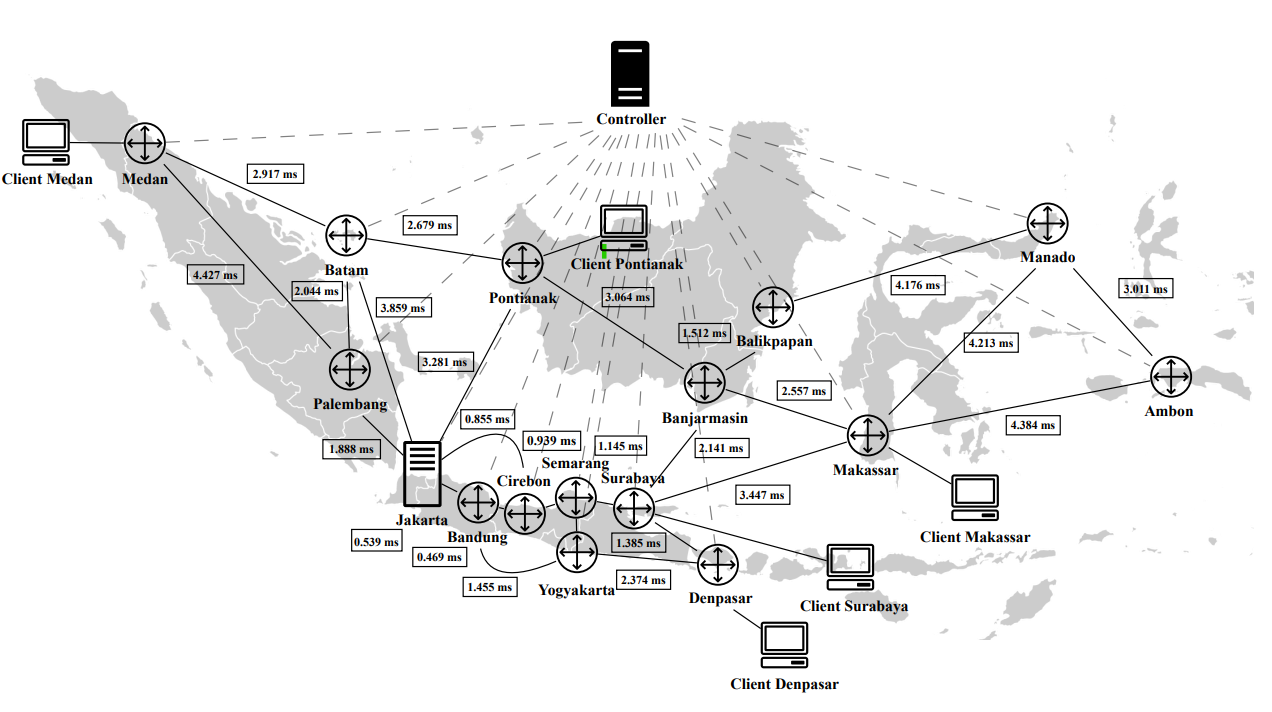 Controller
Client Medan
Medan
2.917 ms
2.679 ms
Batam
Client Pontianak
Pontianak
Manado
4.427 ms
2.044 ms
3.859 ms
3.064 ms
4.176 ms
3.011 ms
1.512 ms
Balikpapan
4.213 ms
3.281 ms
Palembang
2.557 ms
Banjarmasin
Ambon
0.855 ms
4.384 ms
1.888 ms
0.939 ms
1.145 ms
2.141 ms
Semarang
Makassar
Cirebon
Surabaya
3.447 ms
Jakarta
Bandung
Client Makassar
0.539 ms
1.385 ms
0.469 ms
1.455 ms
Yogyakarta
2.374 ms
Denpasar
Client Surabaya
Client Denpasar